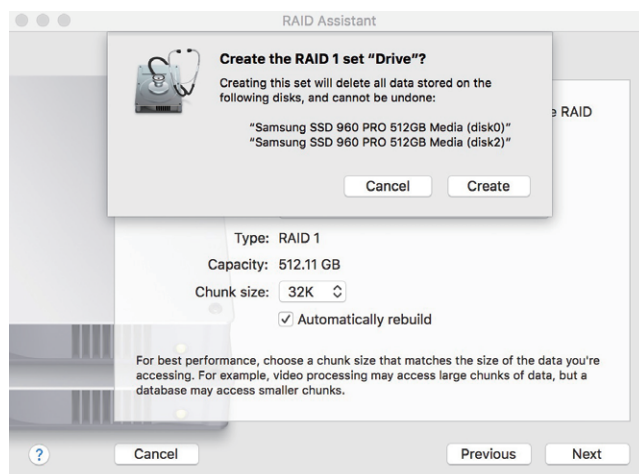 RAID Assistant
Create the RAID 1 set “Drive”?
Creating this set will delete all data stored on the
following disks, and cannot be undone:
“Samsung SSD 960 PRO 512GB Media (disk0)”
“Samsung SSD 960 PRO 512GB Media (disk2)”
RAID
Cancel
Create
Type: RAID 1
Capacity: 512.11 GB
Chunk size: 32K
Automatically rebuild
For best performance, choose a chunk size that matches the size of the data you're
accessing. For example, video processing may access large chunks of data, but a
database may access smaller chunks.
?
Cancel
Previous
Next